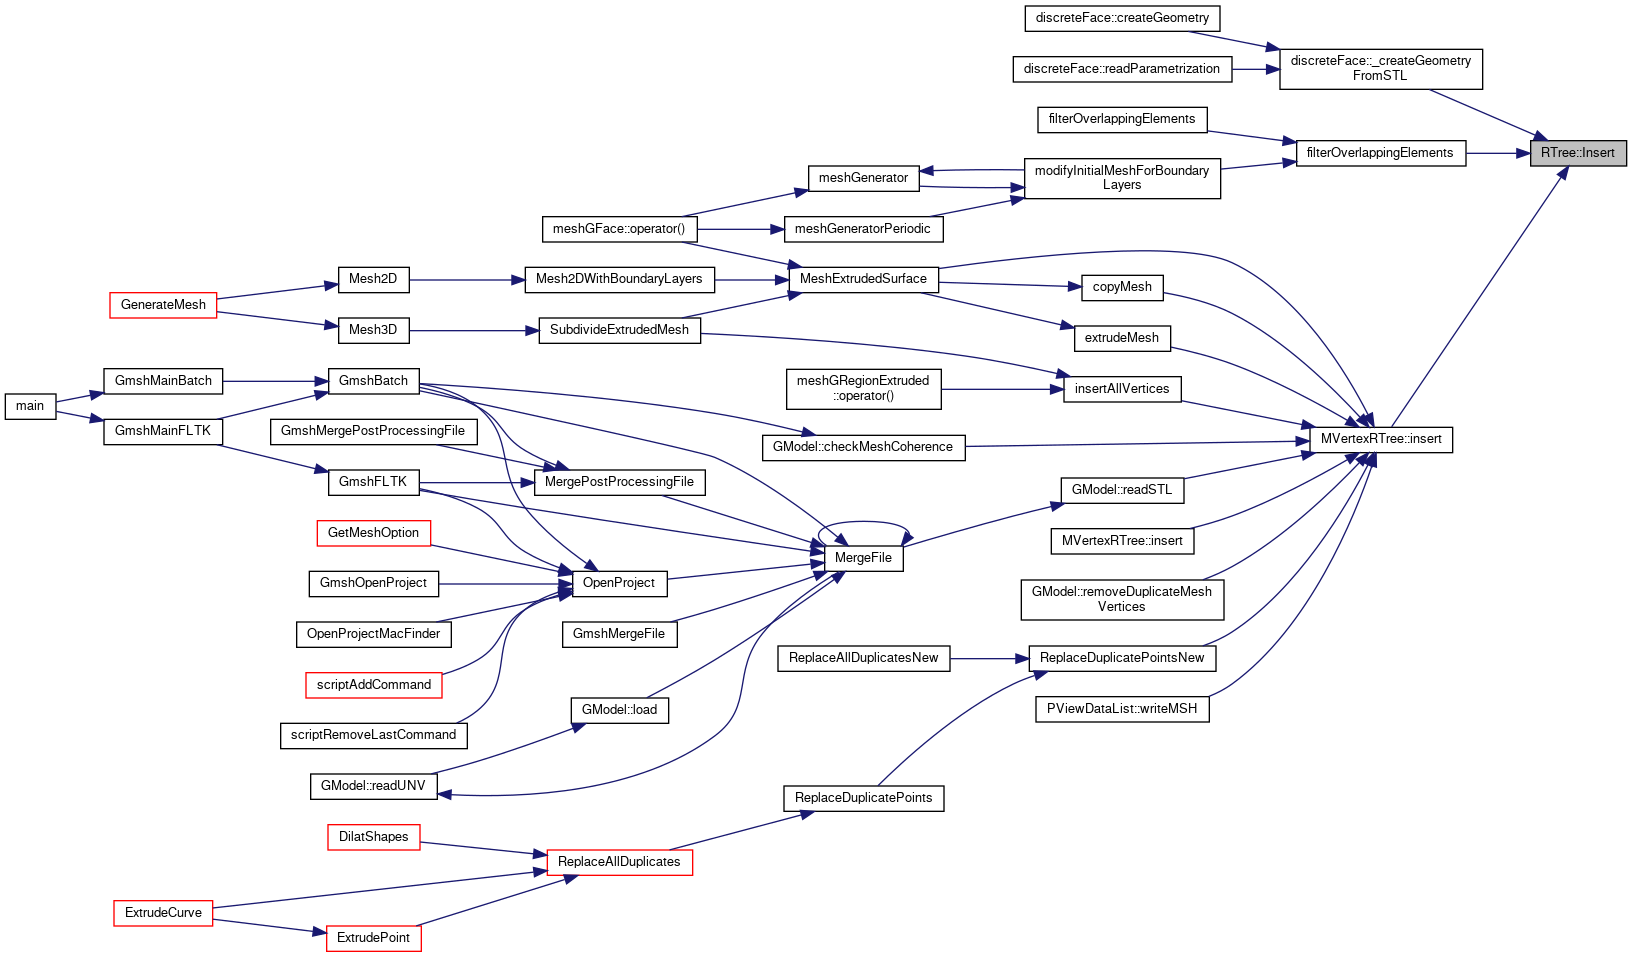 discreteFace::createGeometry
discreteFace::_createGeometry
FromSTL
discreteFace::readParametrization
filterOverlappingElements
filterOverlappingElements
RTree::Insert
meshGenerator
modifyInitialMeshForBoundary
Layers
meshGFace::operator()
meshGeneratorPeriodic
Mesh2D
Mesh2DWithBoundaryLayers
MeshExtrudedSurface
copyMesh
GenerateMesh
Mesh3D
SubdivideExtrudedMesh
extrudeMesh
GmshMainBatch
GmshBatch
meshGRegionExtruded
::operator()
insertAllVertices
main
GmshMainFLTK
GmshMergePostProcessingFile
GModel::checkMeshCoherence
MVertexRTree::insert
GmshFLTK
MergePostProcessingFile
GModel::readSTL
GetMeshOption
MVertexRTree::insert
MergeFile
GmshOpenProject
OpenProject
GModel::removeDuplicateMesh
Vertices
OpenProjectMacFinder
GmshMergeFile
ReplaceAllDuplicatesNew
ReplaceDuplicatePointsNew
scriptAddCommand
GModel::load
PViewDataList::writeMSH
scriptRemoveLastCommand
GModel::readUNV
ReplaceDuplicatePoints
DilatShapes
ReplaceAllDuplicates
ExtrudeCurve
ExtrudePoint